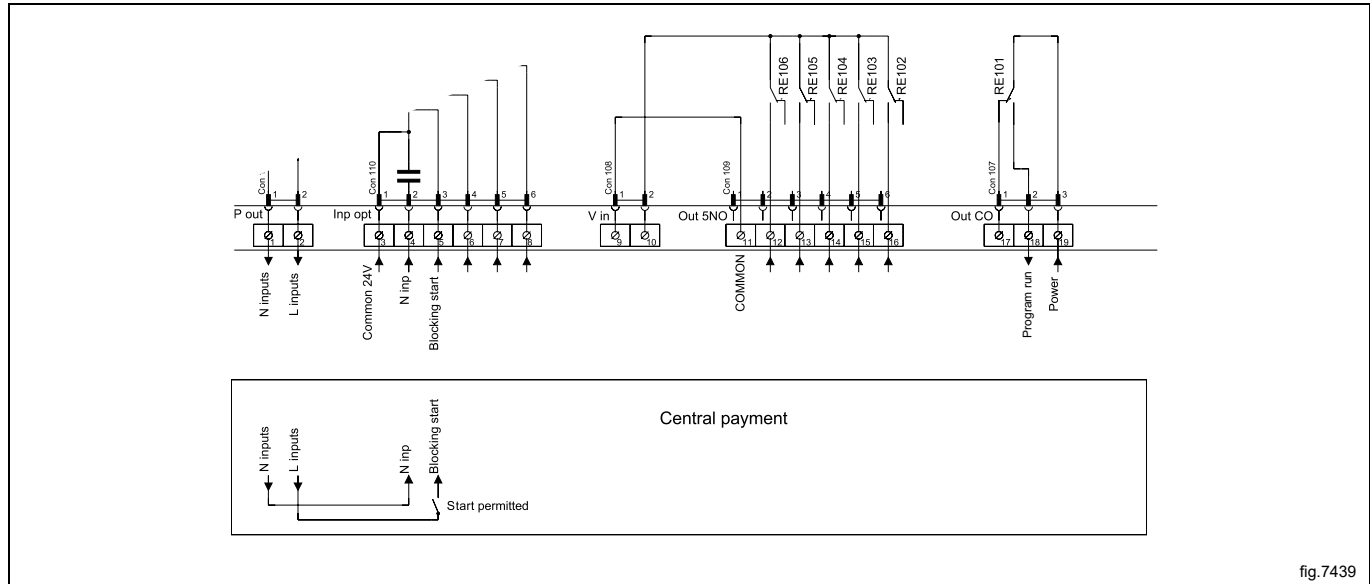 RE106
RE105
RE104
RE103
RE102
RE101
Con 110
Con 108
Con 109
Con 107
1 2
1 2 3 4 5 6
1 2
1 2 3 4 5 6
1 2 3
P out
Inp opt
V in
Out 5NO
Out CO
1 2
3 4 5 6 7 8
9 10
11 12 13 14 15 16
17 18 19
N inputs
L inputs
Common 24V
N inp
Blocking start
COMMON
Program run
Power
Central payment
N inputs
L inputs
N inp
Blocking start
Start permitted
fig.7439